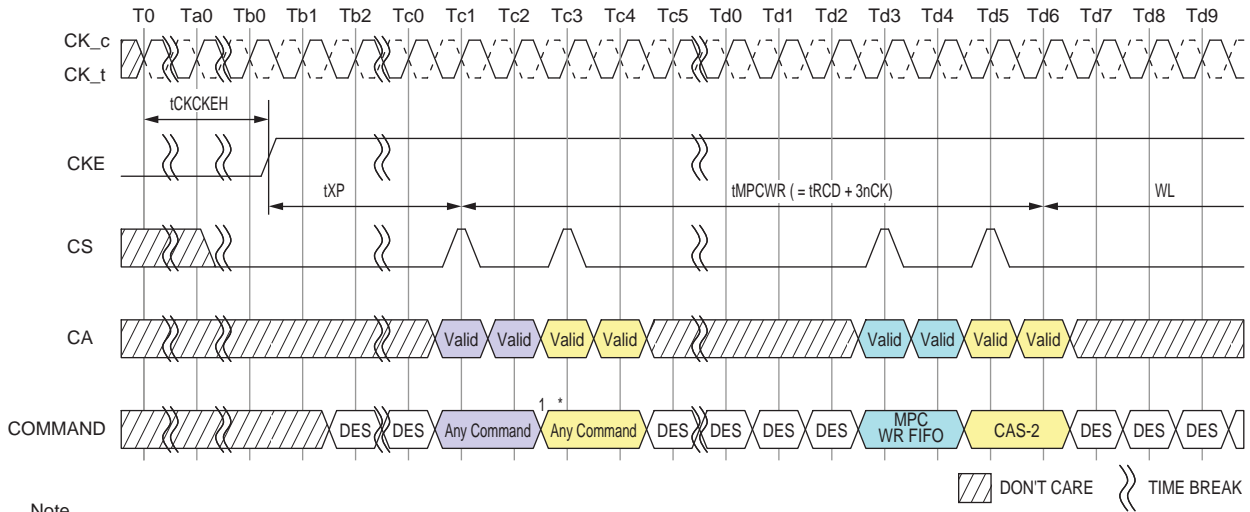 T0 Ta0 Tb0 Tb1 Tb2 Tc0 Tc1 Tc2 Tc3 Tc4 Tc5 Td0 Td1 Td2 Td3 Td4 Td5 Td6 Td7 Td8 Td9
CK_c
CK_t
tCKCKEH
CKE
tXP tMPCWR ( = tRCD + 3nCK) WL
CS
CA Valid Valid Valid Valid Valid Valid Valid Valid
1 *
COMMAND DES DES Any Command Any Command DES DES DES DES MPC WR FIFO CAS-2 DES DES DES
DON'T CARE TIME BREAK
Note